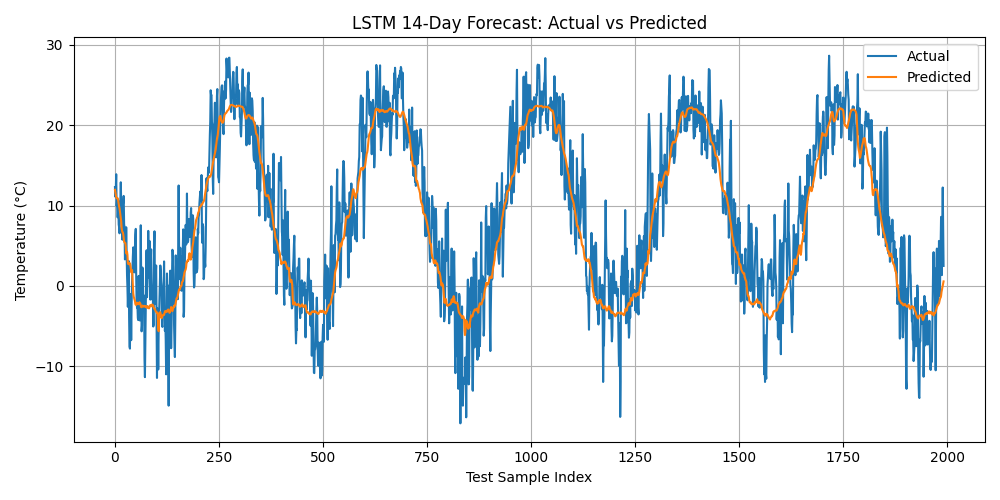 LSTM 14-Day Forecast: Actual vs Predicted
Actual
Predicted
Temperature (°C)
30
20
10
0
−10
0
250
500
750
1000
1250
1500
1750
2000
Test Sample Index